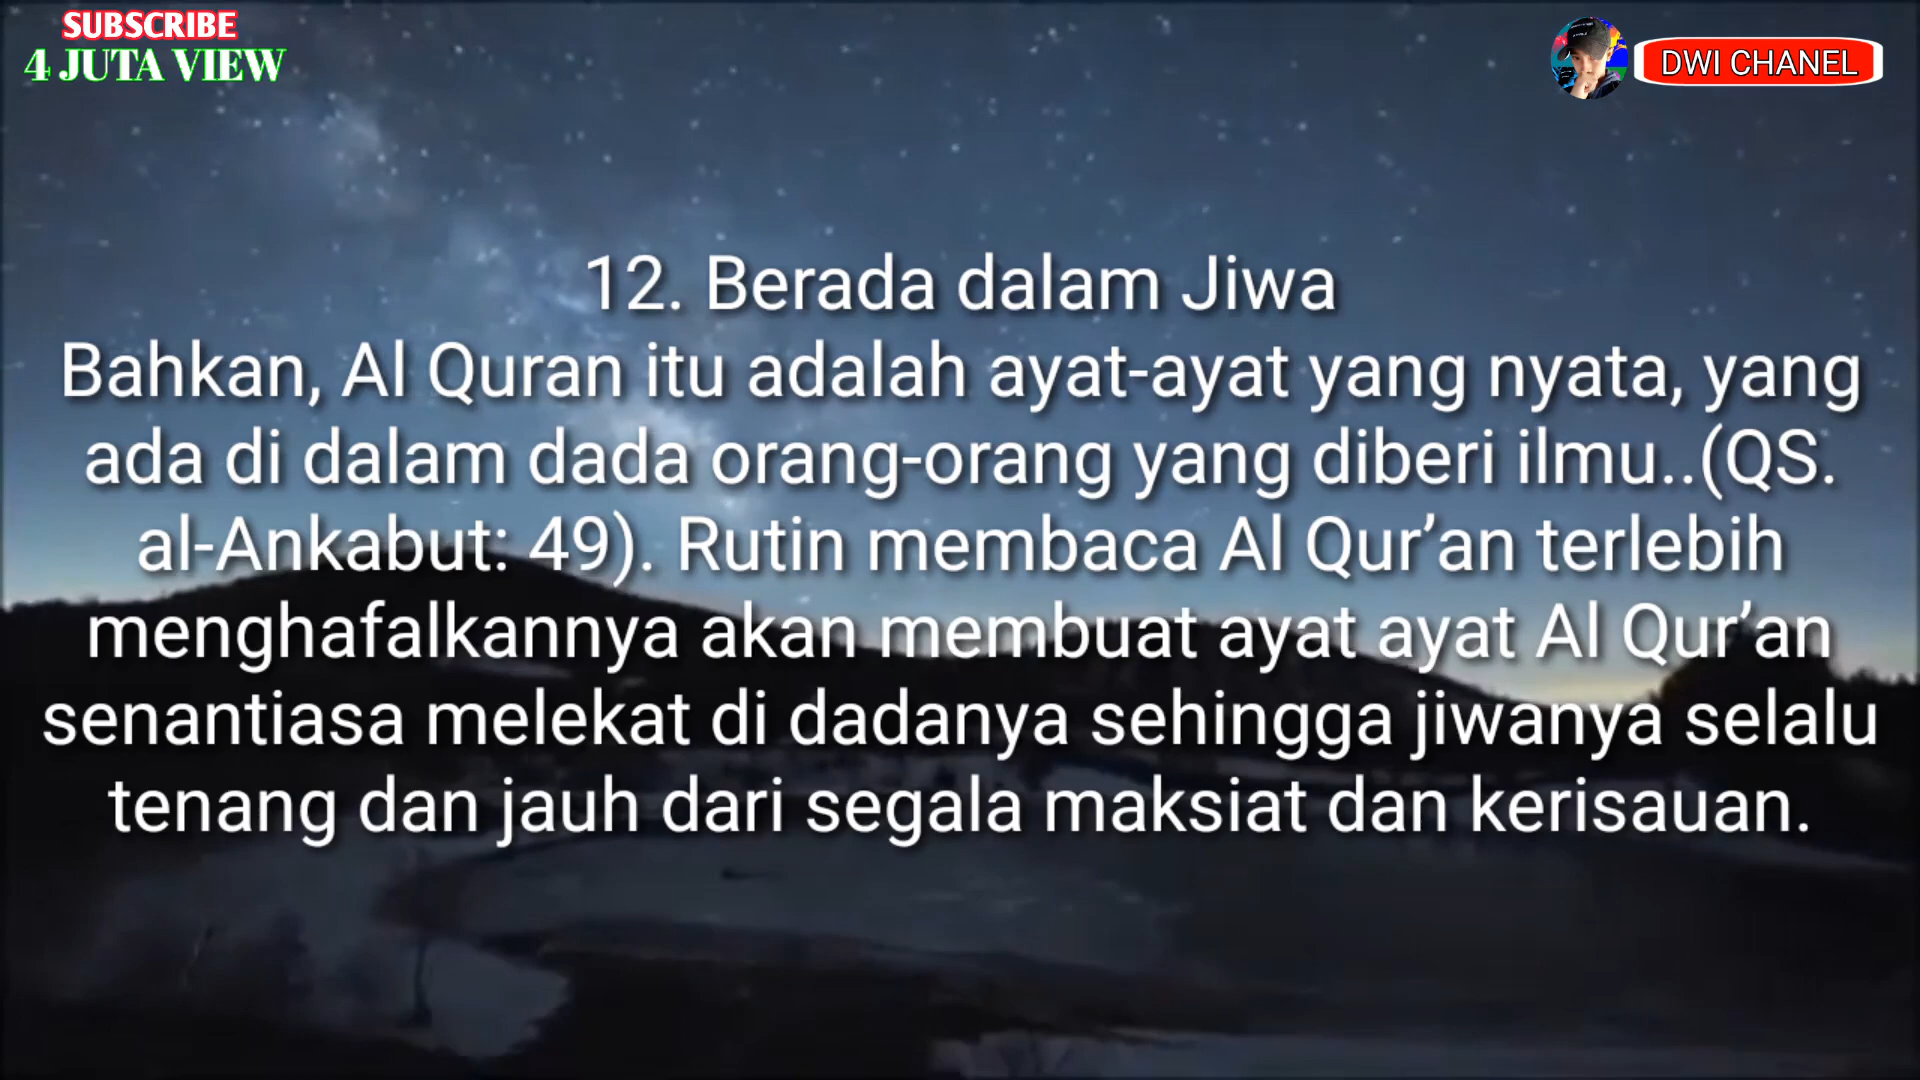 SUBSCRIBE
4 JUTA VIEW
DWI CHANEL
12. Berada dalam Jiwa
Bahkan, Al Quran itu adalah ayat-ayat yang nyata, yang
ada di dalam dada orang-orang yang diberi ilmu..(QS.
al-Ankabut: 49). Rutin membaca Al Qur’an terlebih
menghafalkannya akan membuat ayat ayat Al Qur’an
senantiasa melekat di dadanya sehingga jiwanya selalu
tenang dan jauh dari segala maksiat dan kerisauan.